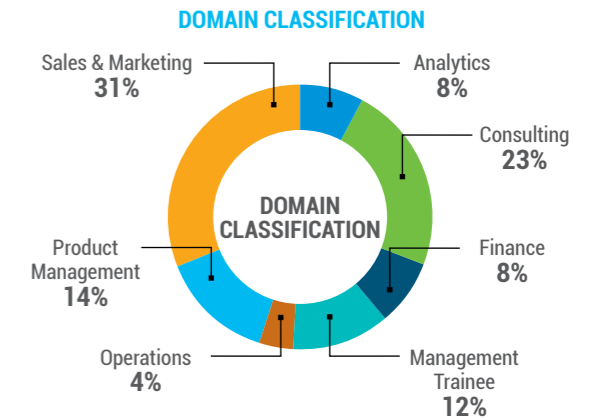 DOMAIN CLASSIFICATION
Sales & Marketing
31%
Analytics
8%
Consulting
23%
DOMAIN
CLASSIFICATION
Product
Management
14%
Finance
8%
Operations
4%
Management
Trainee
12%